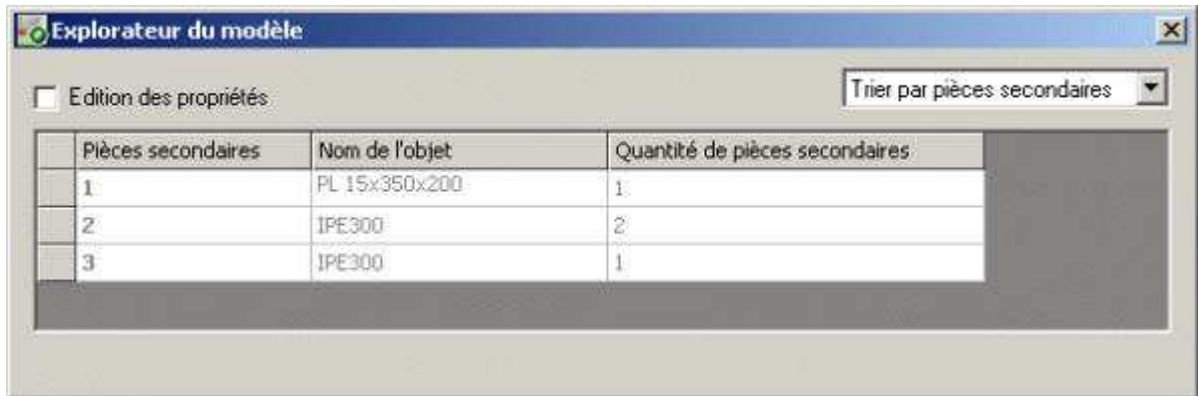 Explorateur du modèle
Edition des propriétés
Trier par pièces secondaires
Pièces secondaires Nom de l'objet Quantité de pièces secondaires
1 PL 15x350x200 1
2 IPE300 2
3 IPE300 1